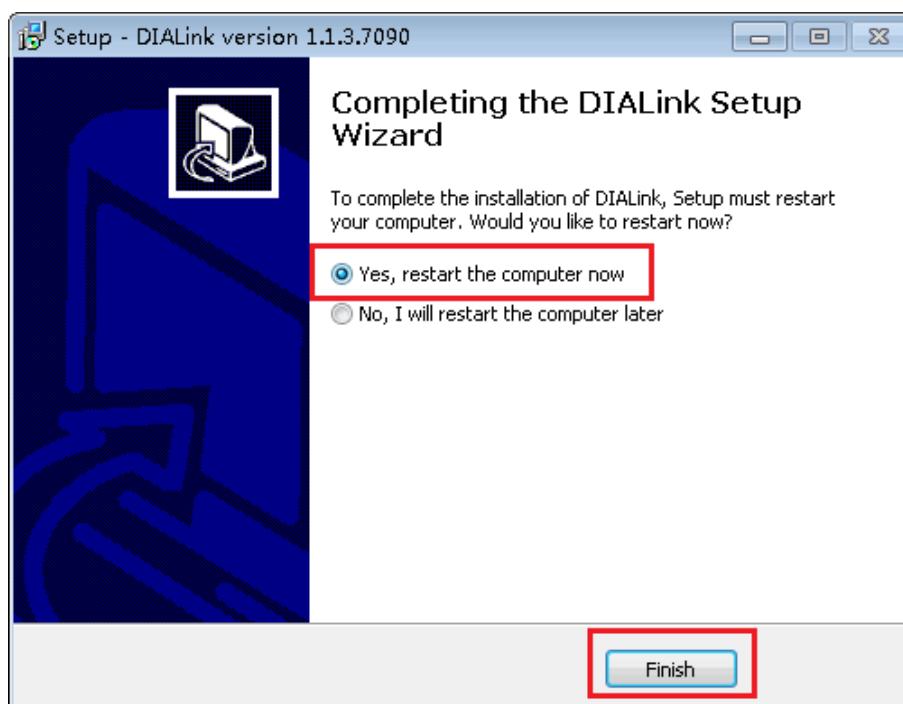 Setup - DIALink version 1.1.3.7090
Completing the DIALink Setup
Wizard
To complete the installation of DIALink, Setup must restart
your computer. Would you like to restart now?
Yes, restart the computer now
No, I will restart the computer later
Finish